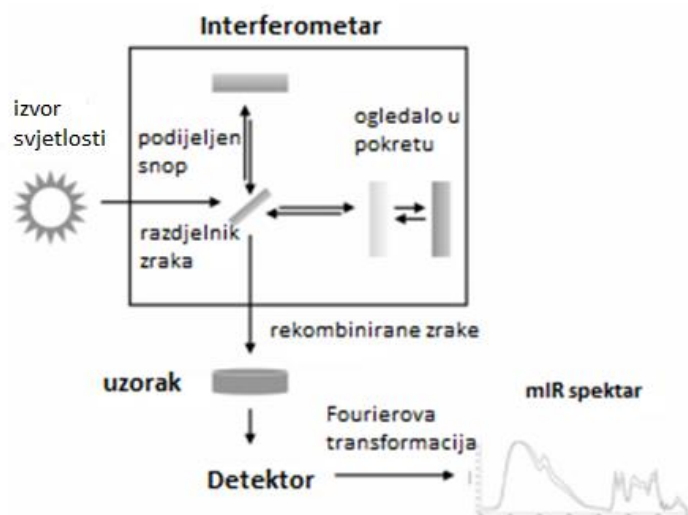 Interferometar
izvor
svjetlosti
podijeljen
snop
ogledalo u
pokretu
razdjelnik
zraka
rekombinirane zrake
uzorak
Fourierova
transformacija
mIR spektar
Detektor